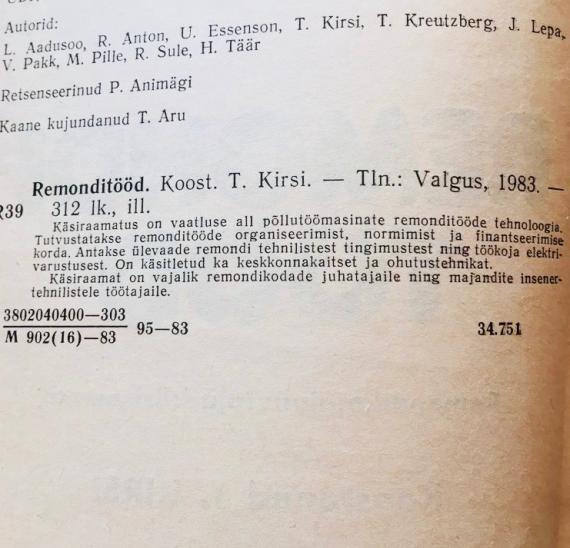 Autorid:
L. Aadusoo, R. Anton, U. Essenson, T. Kirsi, T. Kreutzberg, J. Lepa,
V. Pakk, M. Pille, R. Sule, H. Täär
Retsenseerinud P. Animägi
Kaane kujundanud T. Aru
Remonditööd. Koost. T. Kirsi. — Tln.: Valgus, 1983. —
R39 312 lk., ill.
Käsiraamatus on vaatluse all põllutöömasinate remonditööde tehnoloogia.
Tutvustatakse remonditööde organiseerimist, normimist ja finantseerimise
korda. Antakse ülevaade remondi tehnilistest tingimustest ning töökoja elektri-
varustusest. On käsitletud ka keskkonnakaitset ja ohutustehnikat.
Käsiraamat on vajalik remondikodade juhatajaile ning majandite insener-
tehnilistele töötajaile.
3802040400—303
M 902(16)—83 95—83 34.751